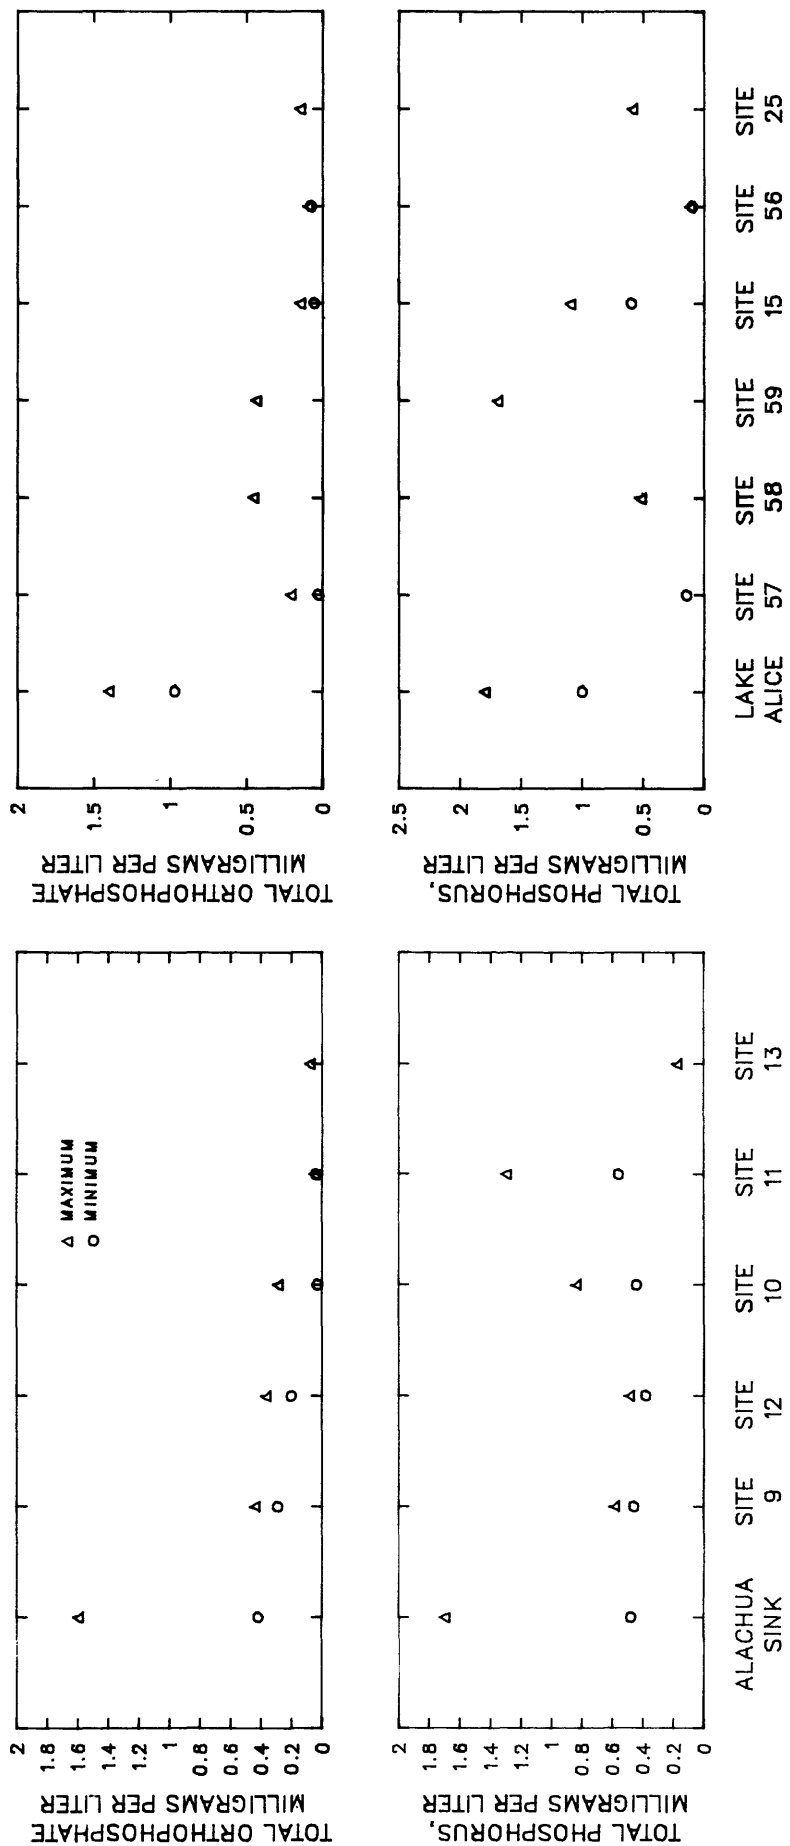 TOTAL ORTHOPHOSPHATE
MILLIGRAMS PER LITER
2
1.8
1.6
1.4
1.2
1
0.8
0.6
0.4
0.2
0
MAXIMUM
MINIMUM
TOTAL ORTHOPHOSPHATE
MILLIGRAMS PER LITER
2
1.5
1
0.5
0
TOTAL PHOSPHORUS,
MILLIGRAMS PER LITER
2
1.8
1.6
1.4
1.2
1
0.8
0.6
0.4
0.2
0
ALACHUA
SINK
SITE
9
SITE
12
SITE
10
SITE
11
SITE
13
TOTAL PHOSPHORUS,
MILLIGRAMS PER LITER
2.5
2
1.5
1
0.5
0
LAKE
ALICE
SITE
57
SITE
58
SITE
59
SITE
15
SITE
56
SITE
25